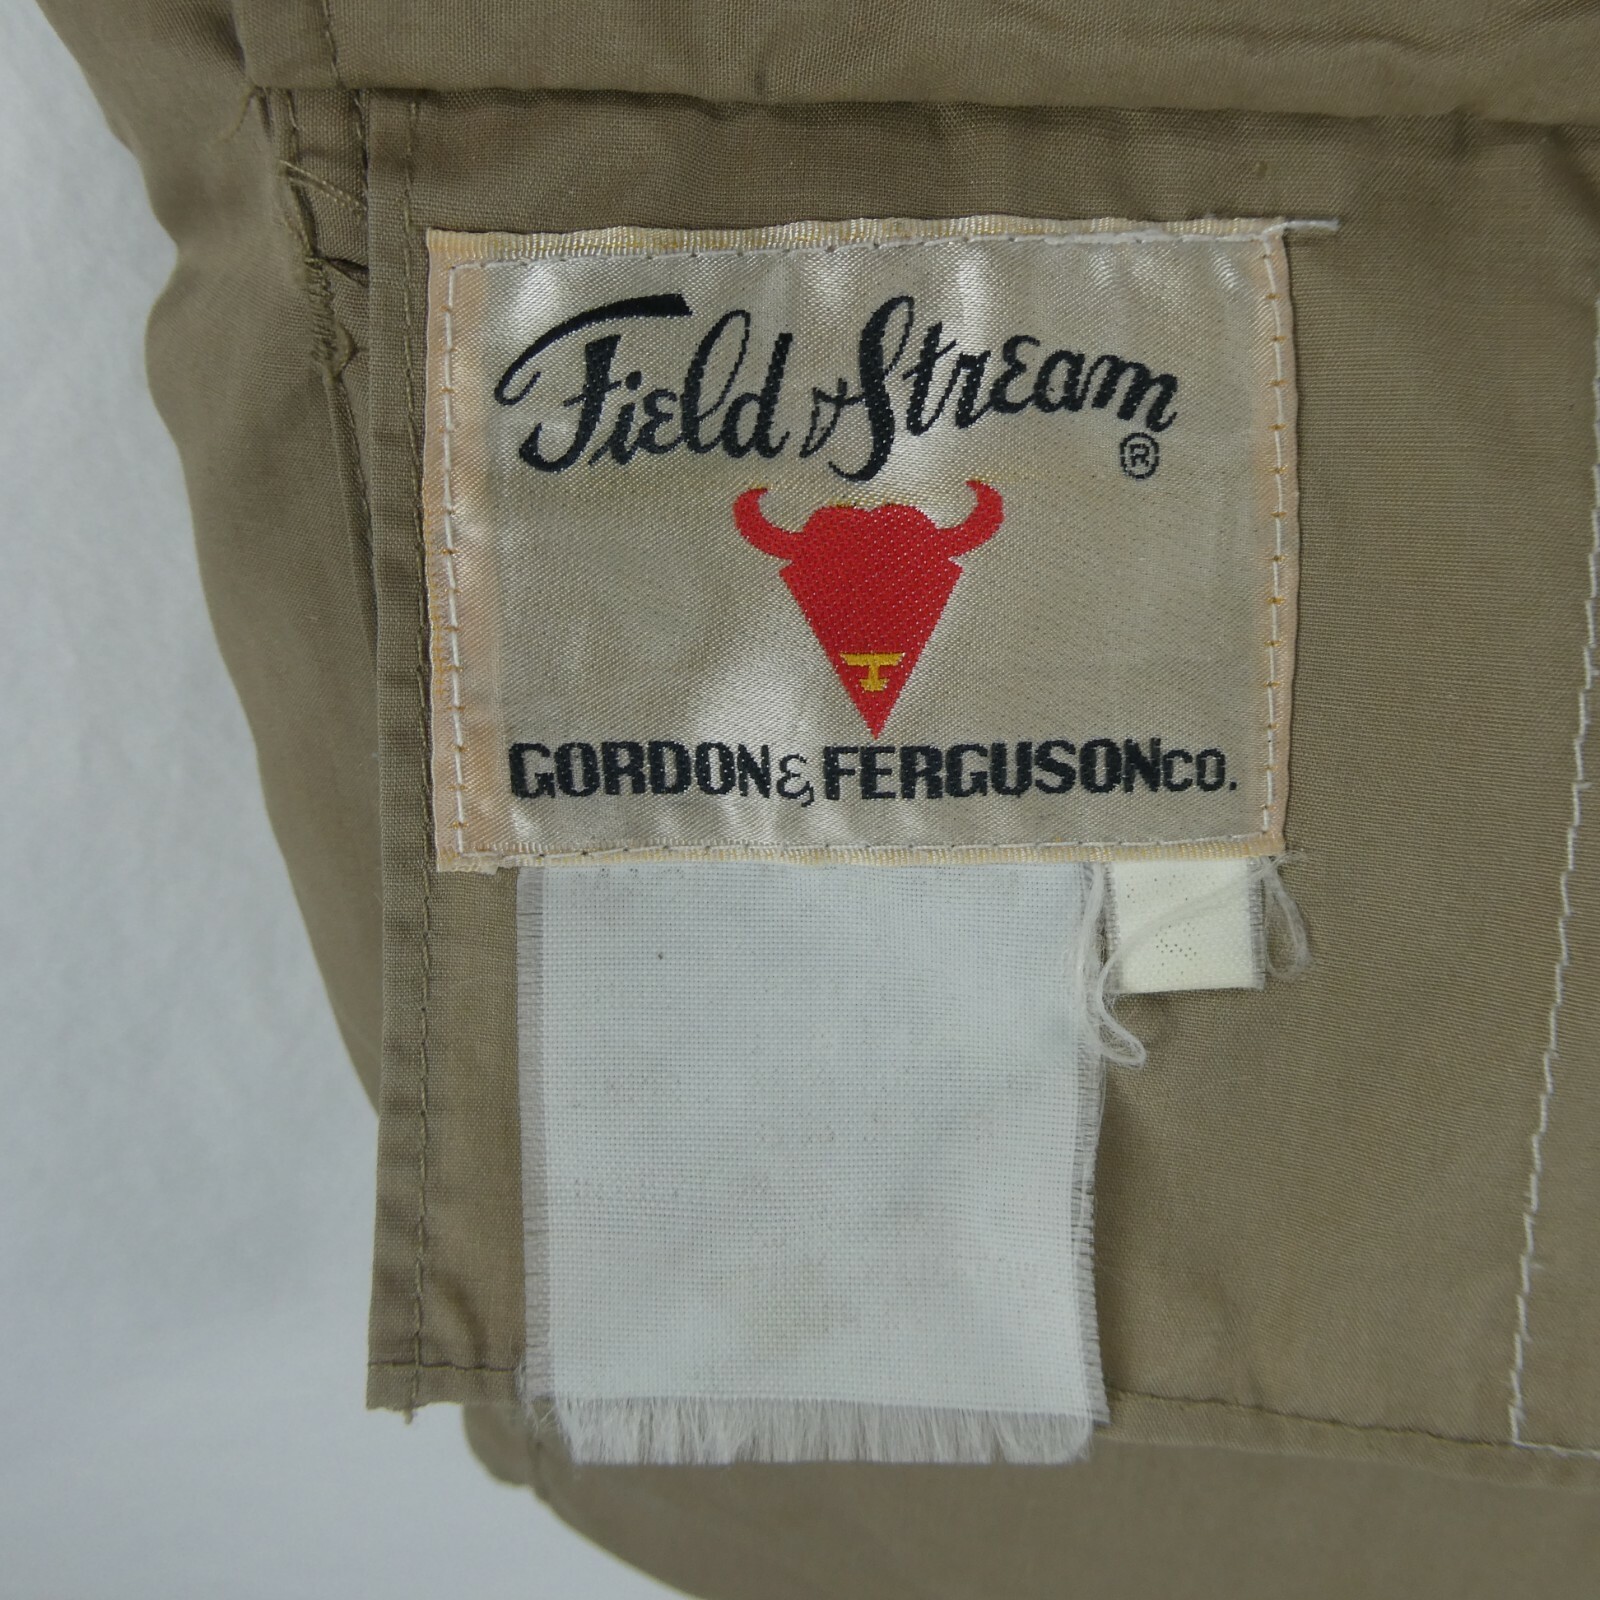 Field & Stream
®
GORDON & FERGUSON CO.